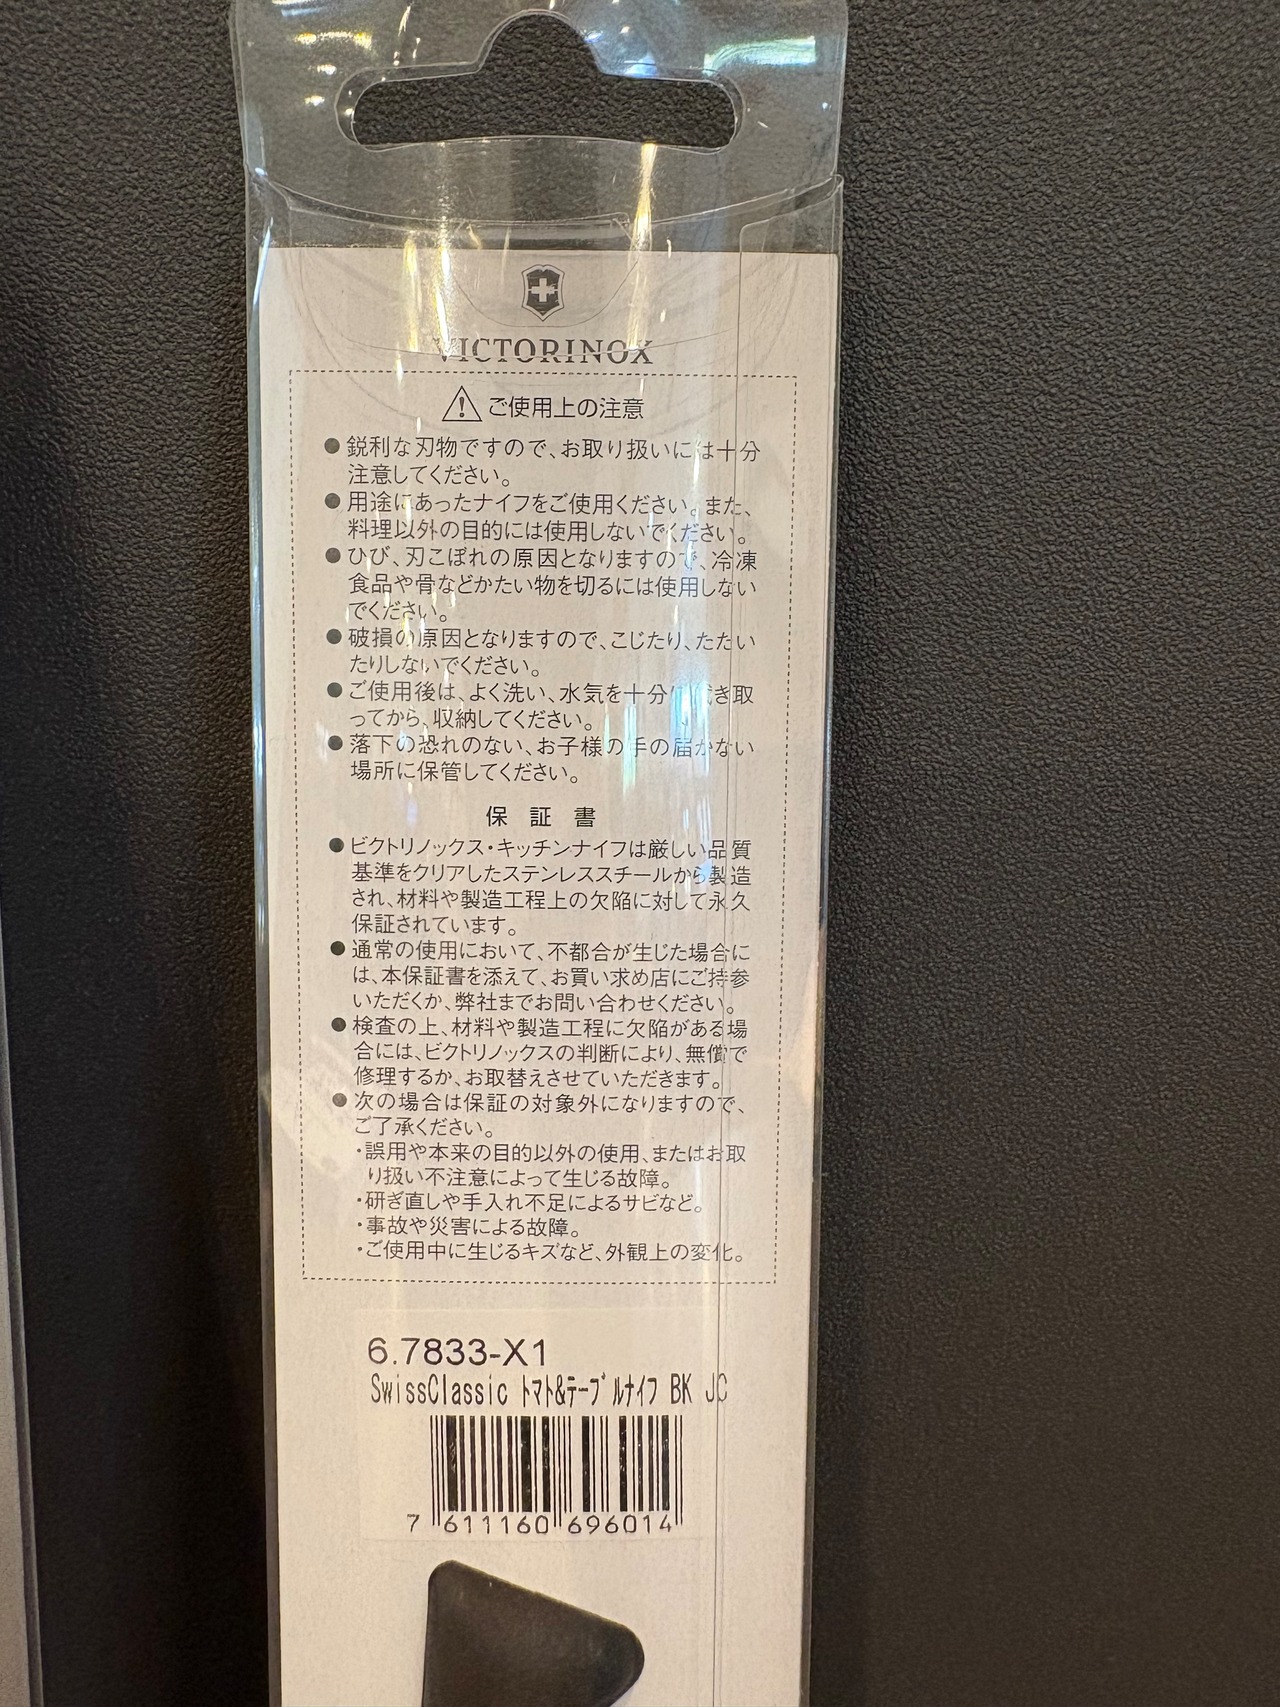 VICTORINOX
ご使用上の注意
●鋭利な刃物ですので、お取り扱いには十分
注意してください。
●用途にあったナイフをご使用ください。また、
料理以外の目的には使用しないでください。
●ひび、刃こぼれの原因となりますので、冷凍
食品や骨などかたい物を切るには使用しない
でください。
●破損の原因となりますので、こじたり、たたい
たりしないでください。
●ご使用後は、よく洗い、水気を十分に拭き取
ってから、収納してください。
●落下の恐れのない、お子様の手の届かない
場所に保管してください。
保 証 書
●ビクトリノックス・キッチンナイフは厳しい品質
基準をクリアしたステンレススチールから製造
され、材料や製造工程上の欠陥に対して永久
保証されています。
●通常の使用において、不都合が生じた場合に
は、本保証書を添えて、お買い求め店にご持参
いただくか、弊社までお問い合わせください。
●検査の上、材料や製造工程に欠陥がある場
合には、ビクトリノックスの判断により、無償で
修理するか、お取替えさせていただきます。
●次の場合は保証の対象外になりますので、
ご了承ください。
・誤用や本来の目的以外の使用、またはお取
り扱い不注意によって生じる故障。
・研ぎ直しや手入れ不足によるサビなど。
・事故や災害による故障。
・ご使用中に生じるキズなど、外観上の変化。
6.7833-X1
SwissClassic ﾄﾏﾄ&ﾃｰﾌﾞﾙﾅｲﾌ BK JC
7 611160 696014